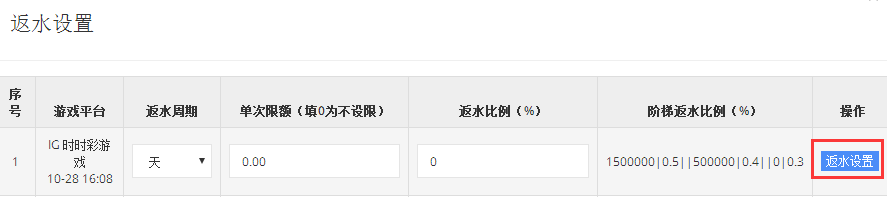 返水设置
序号 游戏平台 返水周期 单次限额（填0为不设限） 返水比例（%） 阶梯返水比例（%） 操作
1 IG 时时彩游戏 10-28 16:08 天 0.00 0 1500000|0.5||500000|0.4||0|0.3 返水设置